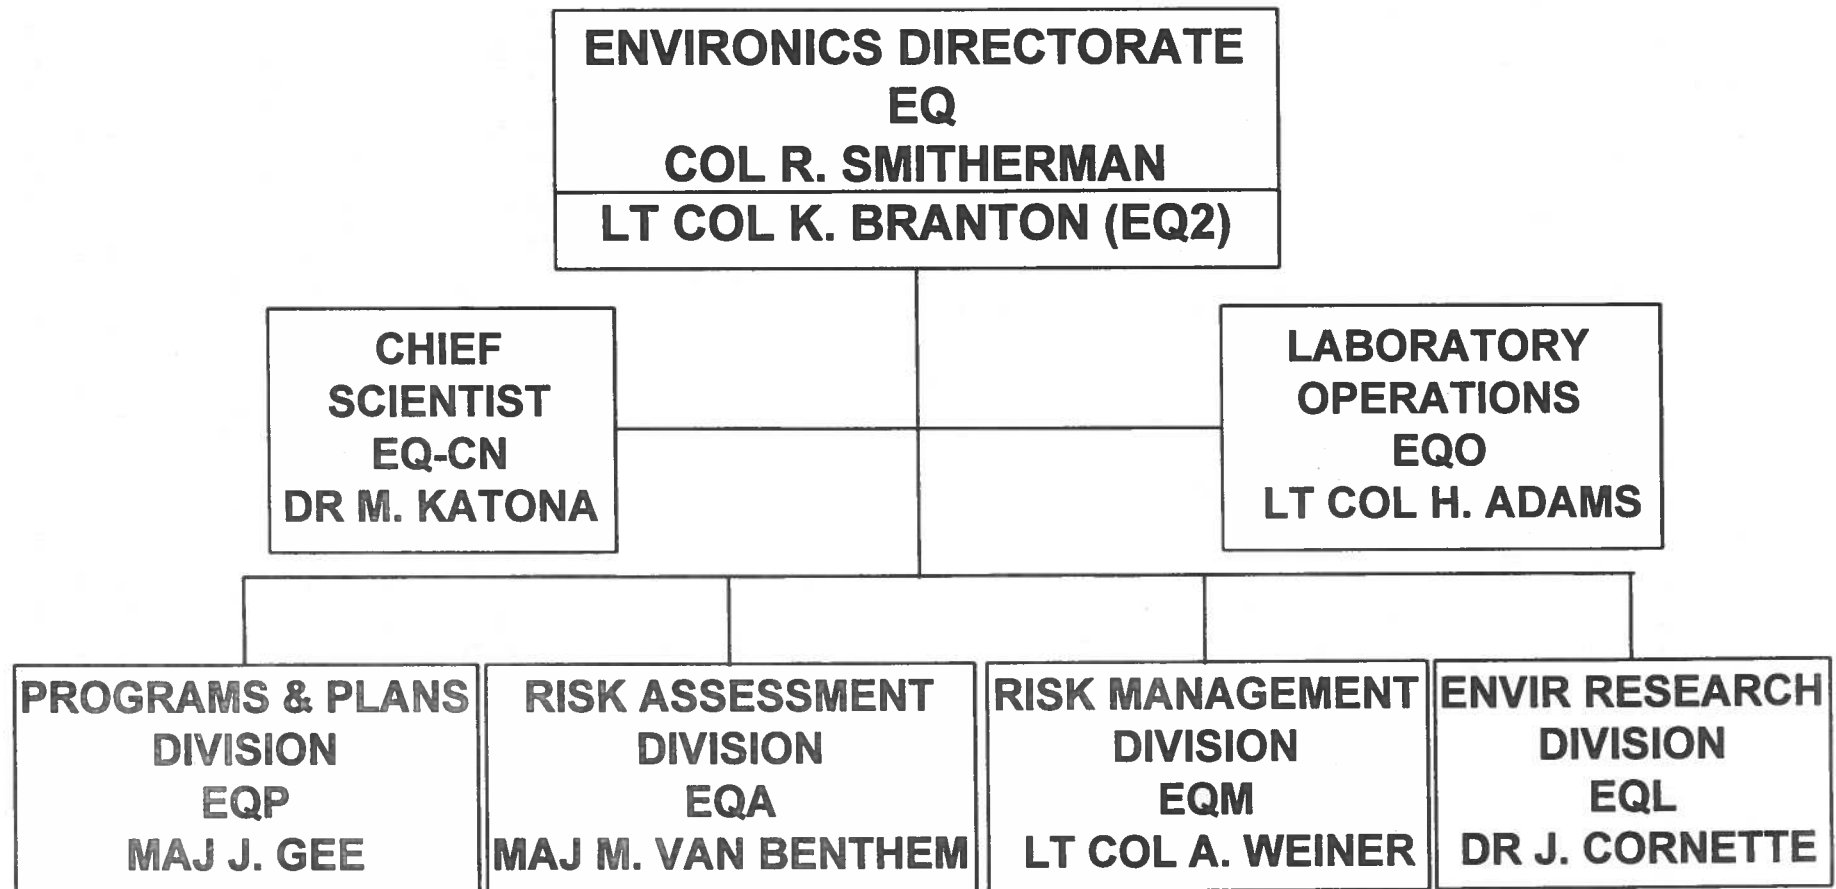 ENVIRONICS DIRECTORATE
EQ
COL R. SMITHERMAN
LT COL K. BRANTON (EQ2)
CHIEF
SCIENTIST
EQ-CN
DR M. KATONA
LABORATORY
OPERATIONS
EQO
LT COL H. ADAMS
PROGRAMS & PLANS
DIVISION
EQP
MAJ J. GEE
RISK ASSESSMENT
DIVISION
EQA
MAJ M. VAN BENTHEM
RISK MANAGEMENT
DIVISION
EQM
LT COL A. WEINER
ENVIR RESEARCH
DIVISION
EQL
DR J. CORNETTE